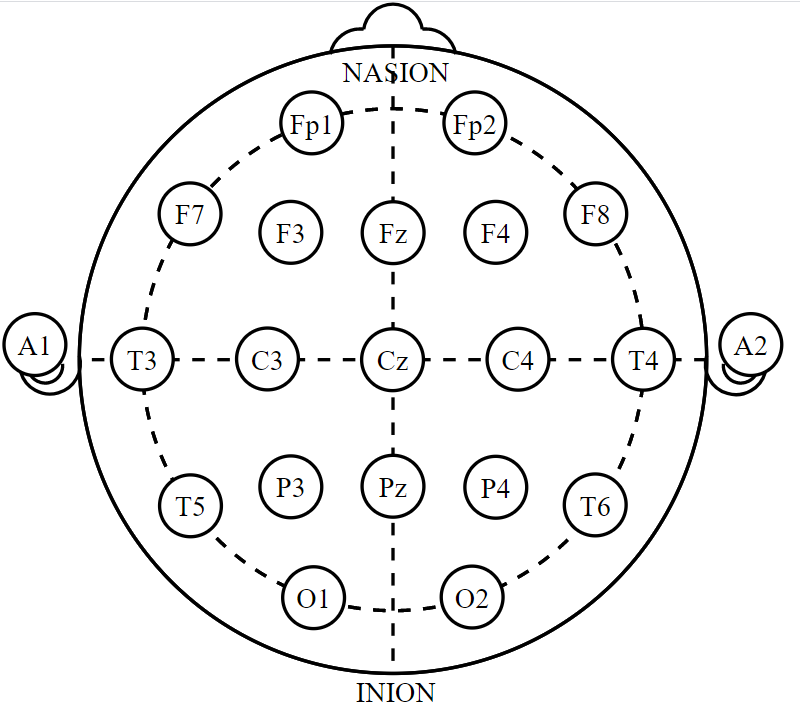 NASION
Fp1 Fp2
F7 F3 Fz F4 F8
A1 T3 C3 Cz C4 T4 A2
T5 P3 Pz P4 T6
O1 O2
INION